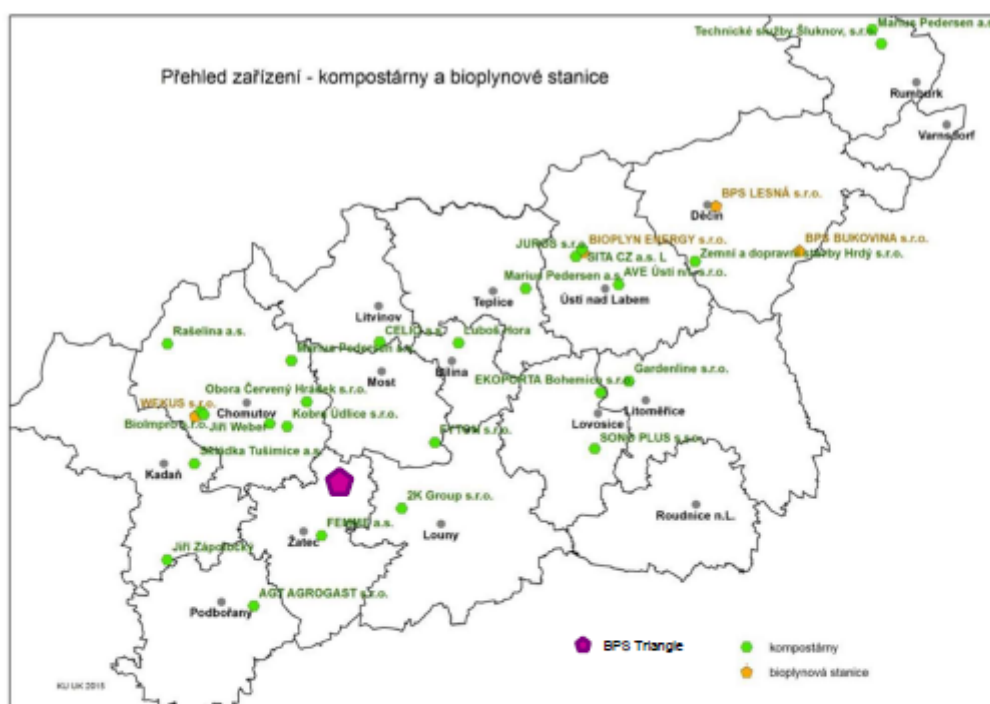 Marius Pedersen a.s.
Technické služby Šluknov, s.r.o.
Přehled zařízení - kompostárny a bioplynové stanice
Rumburk
Varnsdorf
BPS LESNÁ s.r.o.
Děčín
JUROS s.r.o.
BIOPLYN ENERGY s.r.o.
BPS BUKOVINA s.r.o.
SITA CZ a.s. L
Zemní a dopravní stavby Hrdý s.r.o.
Marius Pedersen a.s.
AVE Ústí n/L s.r.o.
Teplice
Ústí nad Labem
Litvínov
Rašelina a.s.
CELIO a.s.
Luboš Hora
Marius Pedersen a.s.
Bílina
Most
Gardenline s.r.o.
EKOPORTA Bohemica s.r.o.
Obora Červený Hrádek s.r.o.
WEKUS s.r.o.
Chomutov
Litoměřice
Kobra Údlice s.r.o.
Lovosice
BioImpro s.r.o.
Jiří Weber
SONO PLUS s.r.o.
Skládka Tušimice a.s.
Kadaň
2K Group s.r.o.
Roudnice n.L.
Louny
Žatec
Jiří Zápotocký
AGT AGROGAST s.r.o.
Podbořany
BPS Triangle
kompostárny
bioplynová stanice
KU UK 2015